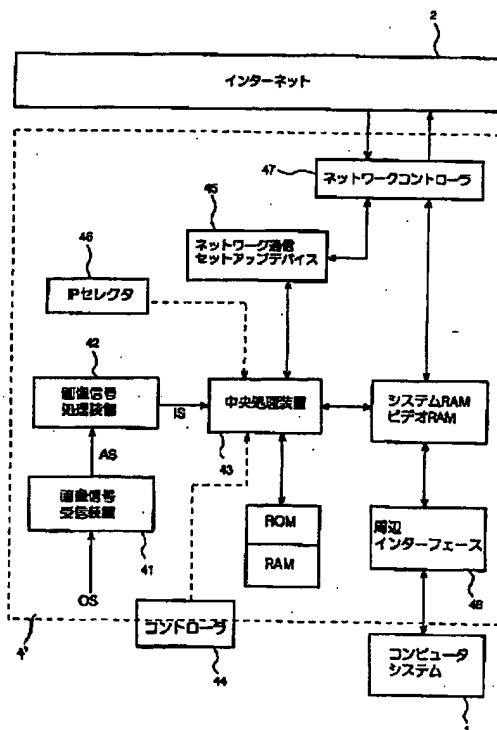 2
インターネット
47
ネットワークコントローラ
45
ネットワーク通信
セットアップデバイス
46
IPセレクタ
42
画像信号
処理装置
IS
中央処理装置
43
システムRAM
ビデオRAM
AS
画像信号
受信装置
41
ROM
RAM
周辺
インターフェース
48
OS
コントローラ
44
4'
コンピュータ
システム
1